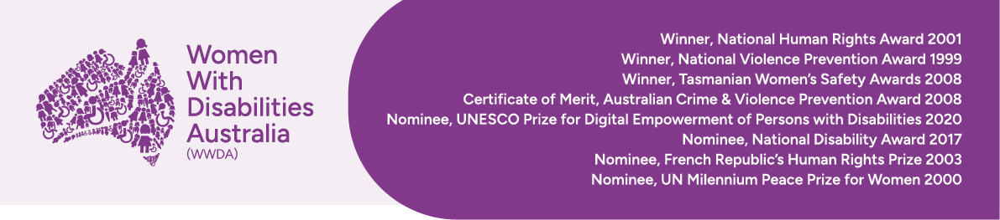 Women
With
Disabilities
Australia
(WWDA)
Winner, National Human Rights Award 2001
Winner, National Violence Prevention Award 1999
Winner, Tasmanian Women’s Safety Awards 2008
Certificate of Merit, Australian Crime & Violence Prevention Award 2008
Nominee, UNESCO Prize for Digital Empowerment of Persons with Disabilities 2020
Nominee, National Disability Award 2017
Nominee, French Republic’s Human Rights Prize 2003
Nominee, UN Milennium Peace Prize for Women 2000